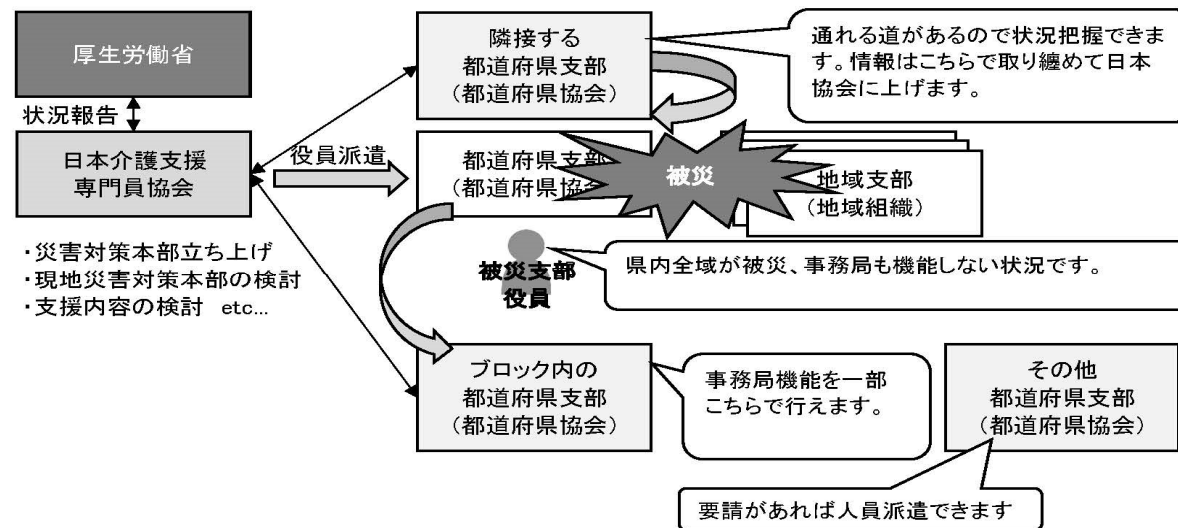 厚生労働省
状況報告
日本介護支援
専門員協会
・災害対策本部立ち上げ
・現地災害対策本部の検討
・支援内容の検討　etc...
役員派遣
隣接する
都道府県支部
（都道府県協会）
通れる道があるので状況把握できま
す。情報はこちらで取り纏めて日本
協会に上げます。
都道府県支部
（都道府県協会）
被災
地域支部
（地域組織）
被災支部
役員
県内全域が被災、事務局も機能しない状況です。
ブロック内の
都道府県支部
（都道府県協会）
事務局機能を一部
こちらで行えます。
その他
都道府県支部
（都道府県協会）
要請があれば人員派遣できます